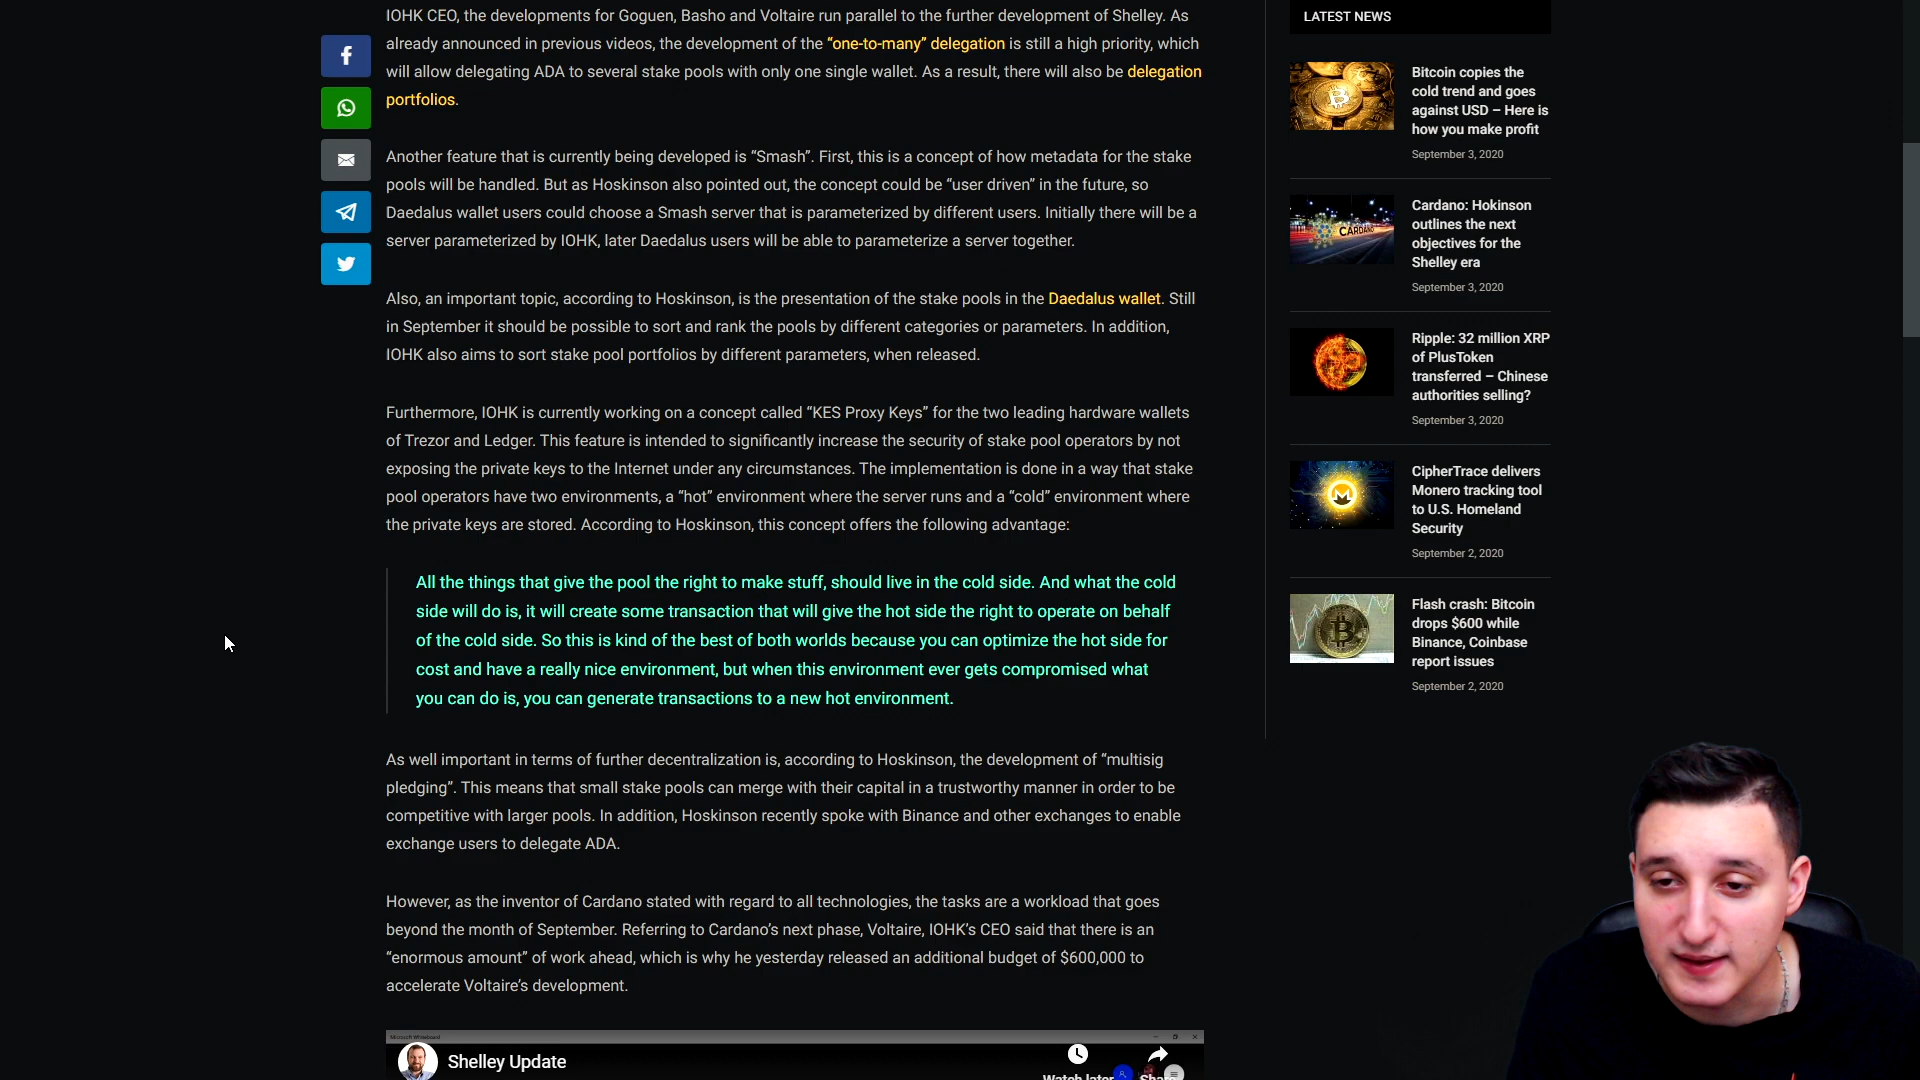 IOHK CEO, the developments for Goguen, Basho and Voltaire run parallel to the further development of Shelley. As
already announced in previous videos, the development of the “one-to-many” delegation is still a high priority, which
will allow delegating ADA to several stake pools with only one single wallet. As a result, there will also be delegation
portfolios.
Another feature that is currently being developed is “Smash”. First, this is a concept of how metadata for the stake
pools will be handled. But as Hoskinson also pointed out, the concept could be “user driven” in the future, so
Daedalus wallet users could choose a Smash server that is parameterized by different users. Initially there will be a
server parameterized by IOHK, later Daedalus users will be able to parameterize a server together.
Also, an important topic, according to Hoskinson, is the presentation of the stake pools in the Daedalus wallet. Still
in September it should be possible to sort and rank the pools by different categories or parameters. In addition,
IOHK also aims to sort stake pool portfolios by different parameters, when released.
Furthermore, IOHK is currently working on a concept called “KES Proxy Keys” for the two leading hardware wallets
of Trezor and Ledger. This feature is intended to significantly increase the security of stake pool operators by not
exposing the private keys to the Internet under any circumstances. The implementation is done in a way that stake
pool operators have two environments, a “hot” environment where the server runs and a “cold” environment where
the private keys are stored. According to Hoskinson, this concept offers the following advantage:
All the things that give the pool the right to make stuff, should live in the cold side. And what the cold
side will do is, it will create some transaction that will give the hot side the right to operate on behalf
of the cold side. So this is kind of the best of both worlds because you can optimize the hot side for
cost and have a really nice environment, but when this environment ever gets compromised what
you can do is, you can generate transactions to a new hot environment.
As well important in terms of further decentralization is, according to Hoskinson, the development of “multisig
pledging”. This means that small stake pools can merge with their capital in a trustworthy manner in order to be
competitive with larger pools. In addition, Hoskinson recently spoke with Binance and other exchanges to enable
exchange users to delegate ADA.
However, as the inventor of Cardano stated with regard to all technologies, the tasks are a workload that goes
beyond the month of September. Referring to Cardano’s next phase, Voltaire, IOHK’s CEO said that there is an
“enormous amount” of work ahead, which is why he yesterday released an additional budget of $600,000 to
accelerate Voltaire’s development.
Microsoft Whiteboard
Shelley Update
Watch later
Share
LATEST NEWS
Bitcoin copies the
cold trend and goes
against USD – Here is
how you make profit
September 3, 2020
CARDANO
Cardano: Hokinson
outlines the next
objectives for the
Shelley era
September 3, 2020
Ripple: 32 million XRP
of PlusToken
transferred – Chinese
authorities selling?
September 3, 2020
CipherTrace delivers
Monero tracking tool
to U.S. Homeland
Security
September 2, 2020
Flash crash: Bitcoin
drops $600 while
Binance, Coinbase
report issues
September 2, 2020